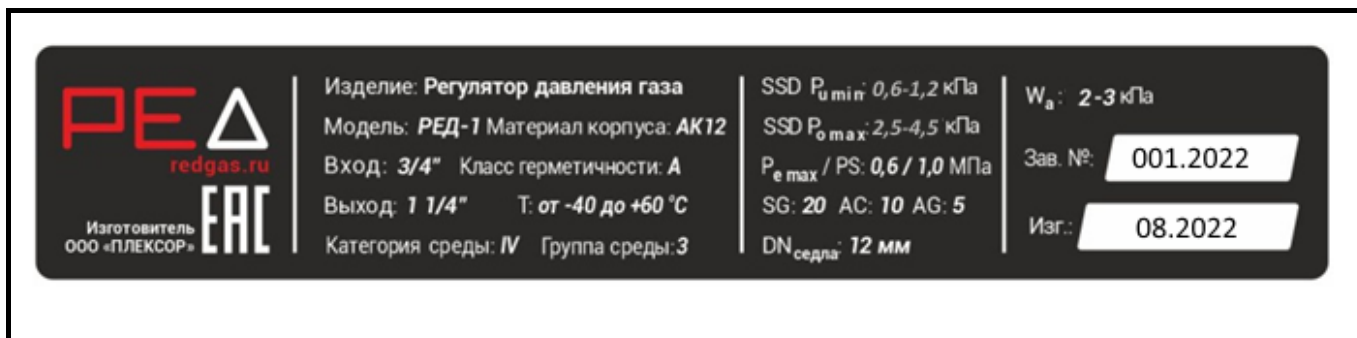 РЕД
redgas.ru
Изготовитель
ООО «ПЛЕКСОР»
ЕАС
Изделие: Регулятор давления газа
Модель: РЕД-1 Материал корпуса: АК12
Вход: 3/4" Класс герметичности: А
Выход: 1 1/4" Т: от -40 до +60 °С
Категория среды: IV Группа среды: 3
SSD Pu min: 0,6-1,2 кПа
SSD Po max: 2,5-4,5 кПа
Pe max / PS: 0,6 / 1,0 МПа
SG: 20 AC: 10 AG: 5
DNседла: 12 мм
Wa: 2-3 кПа
Зав. №: 001.2022
Изг.: 08.2022